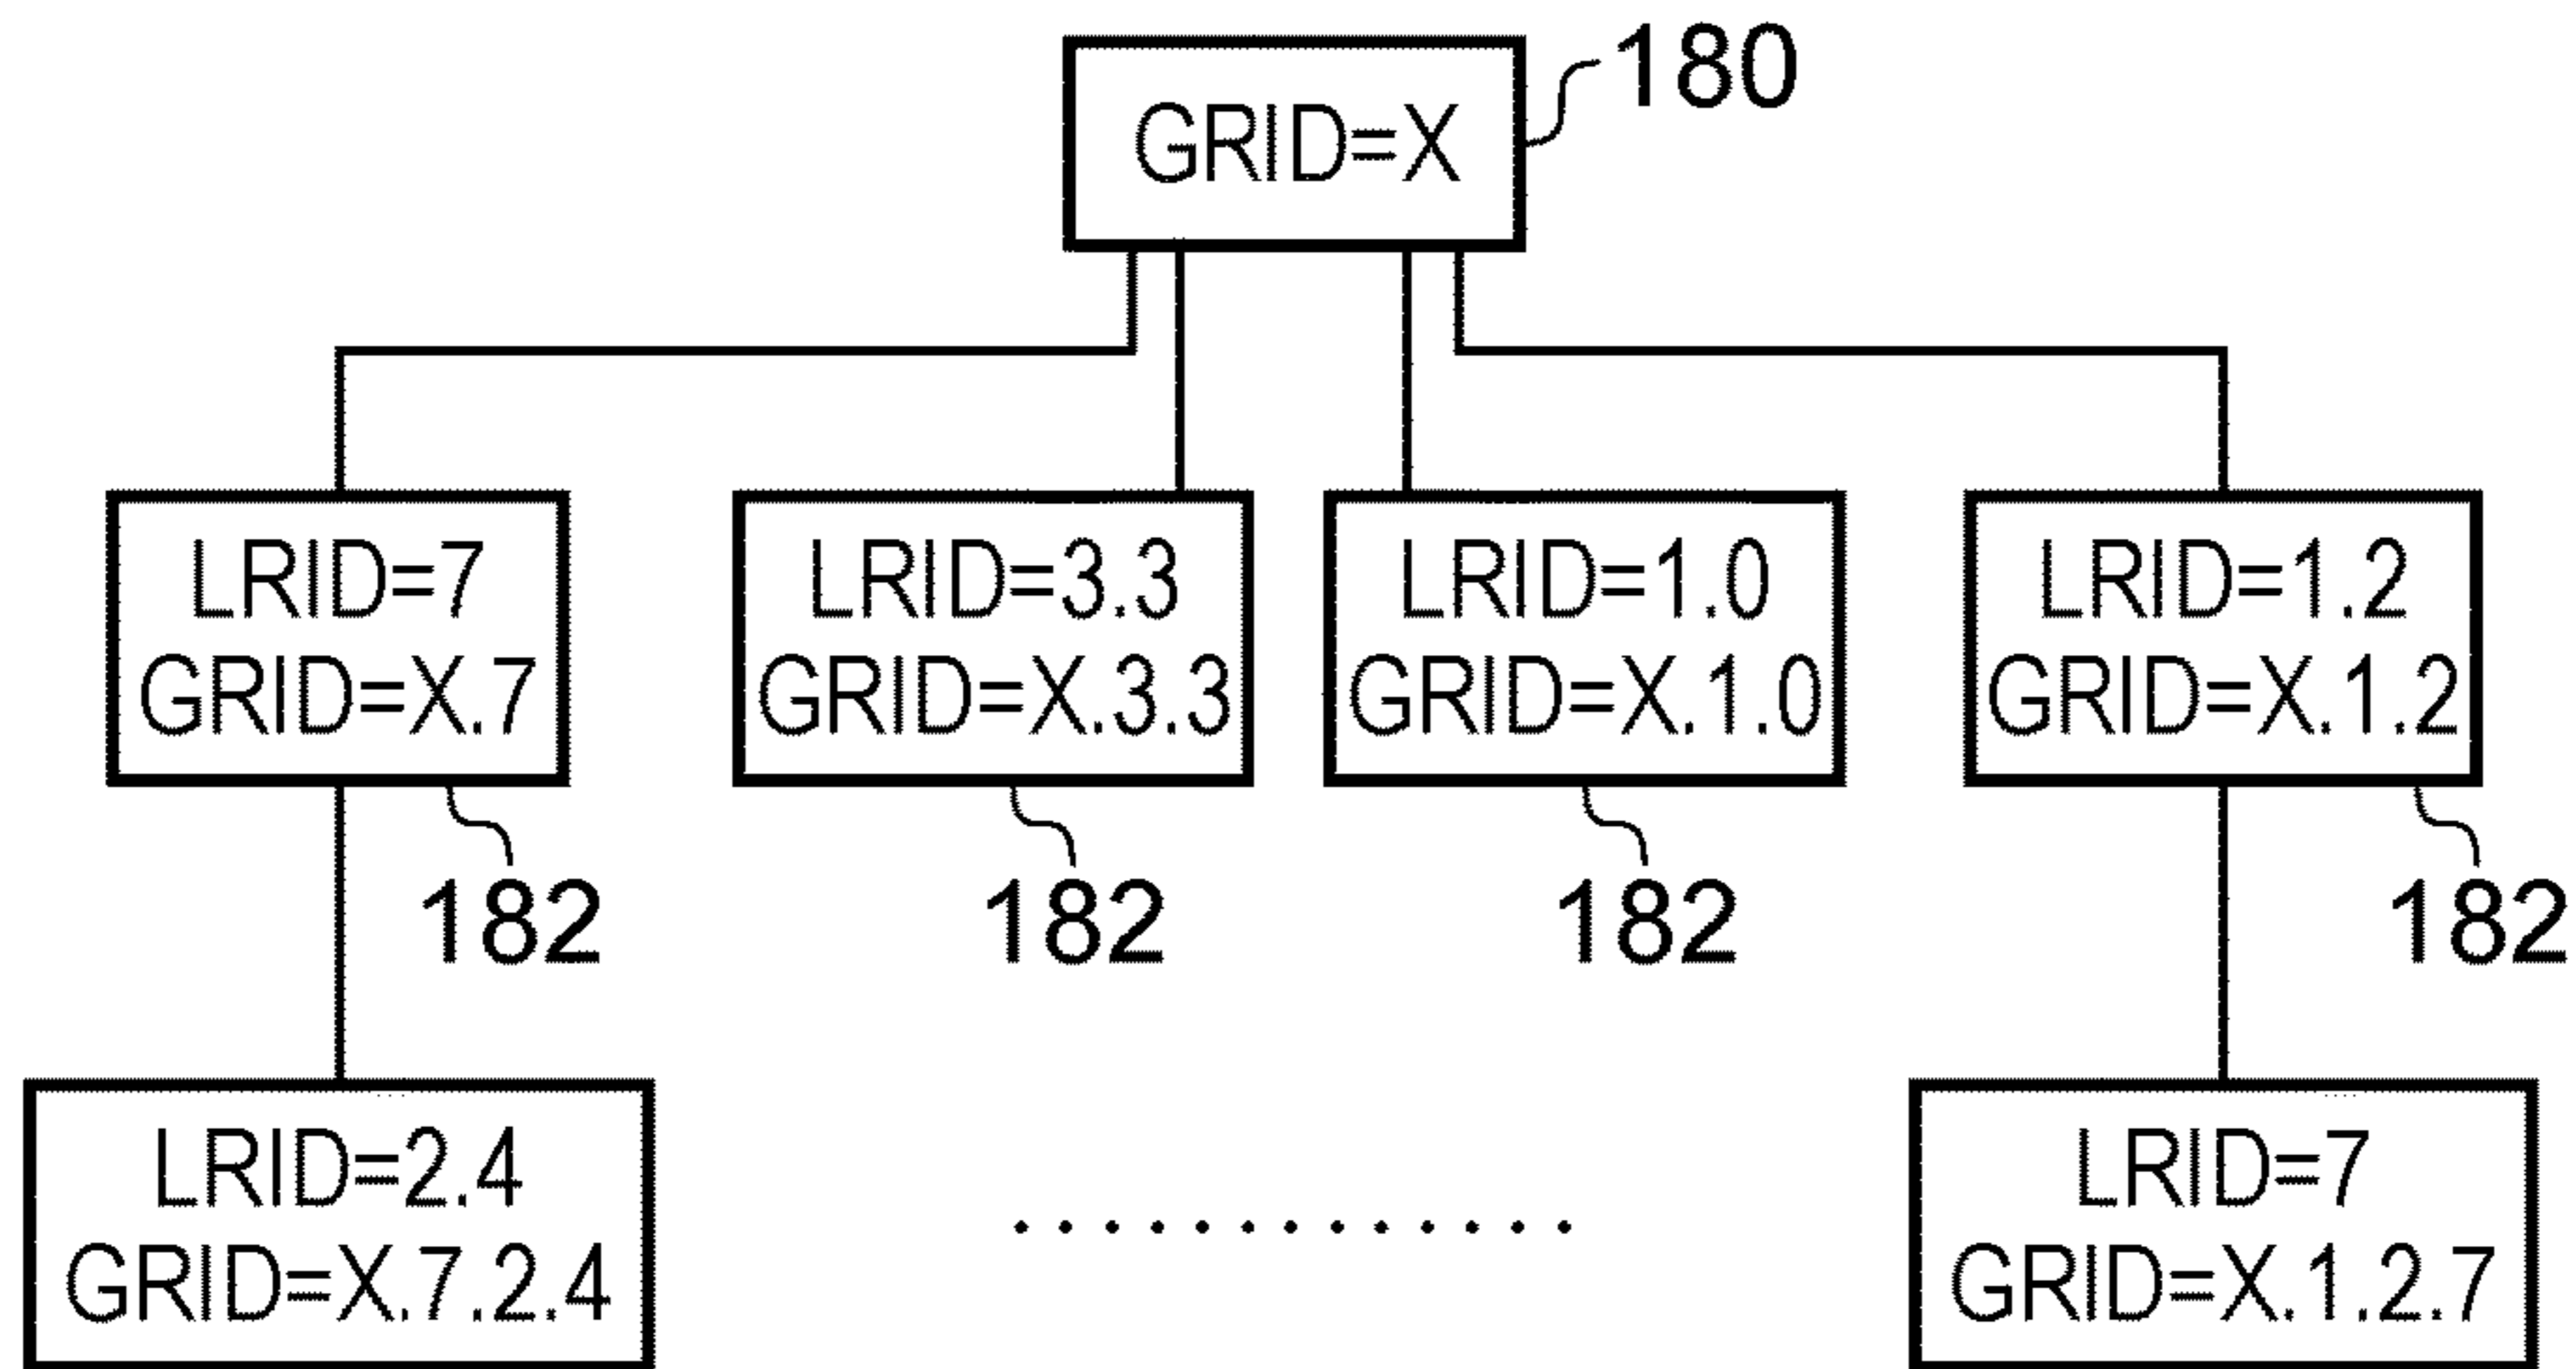 GRID=X
180
LRID=7
GRID=X.7
LRID=3.3
GRID=X.3.3
LRID=1.0
GRID=X.1.0
LRID=1.2
GRID=X.1.2
182
182
182
182
LRID=2.4
GRID=X.7.2.4
............
LRID=7
GRID=X.1.2.7